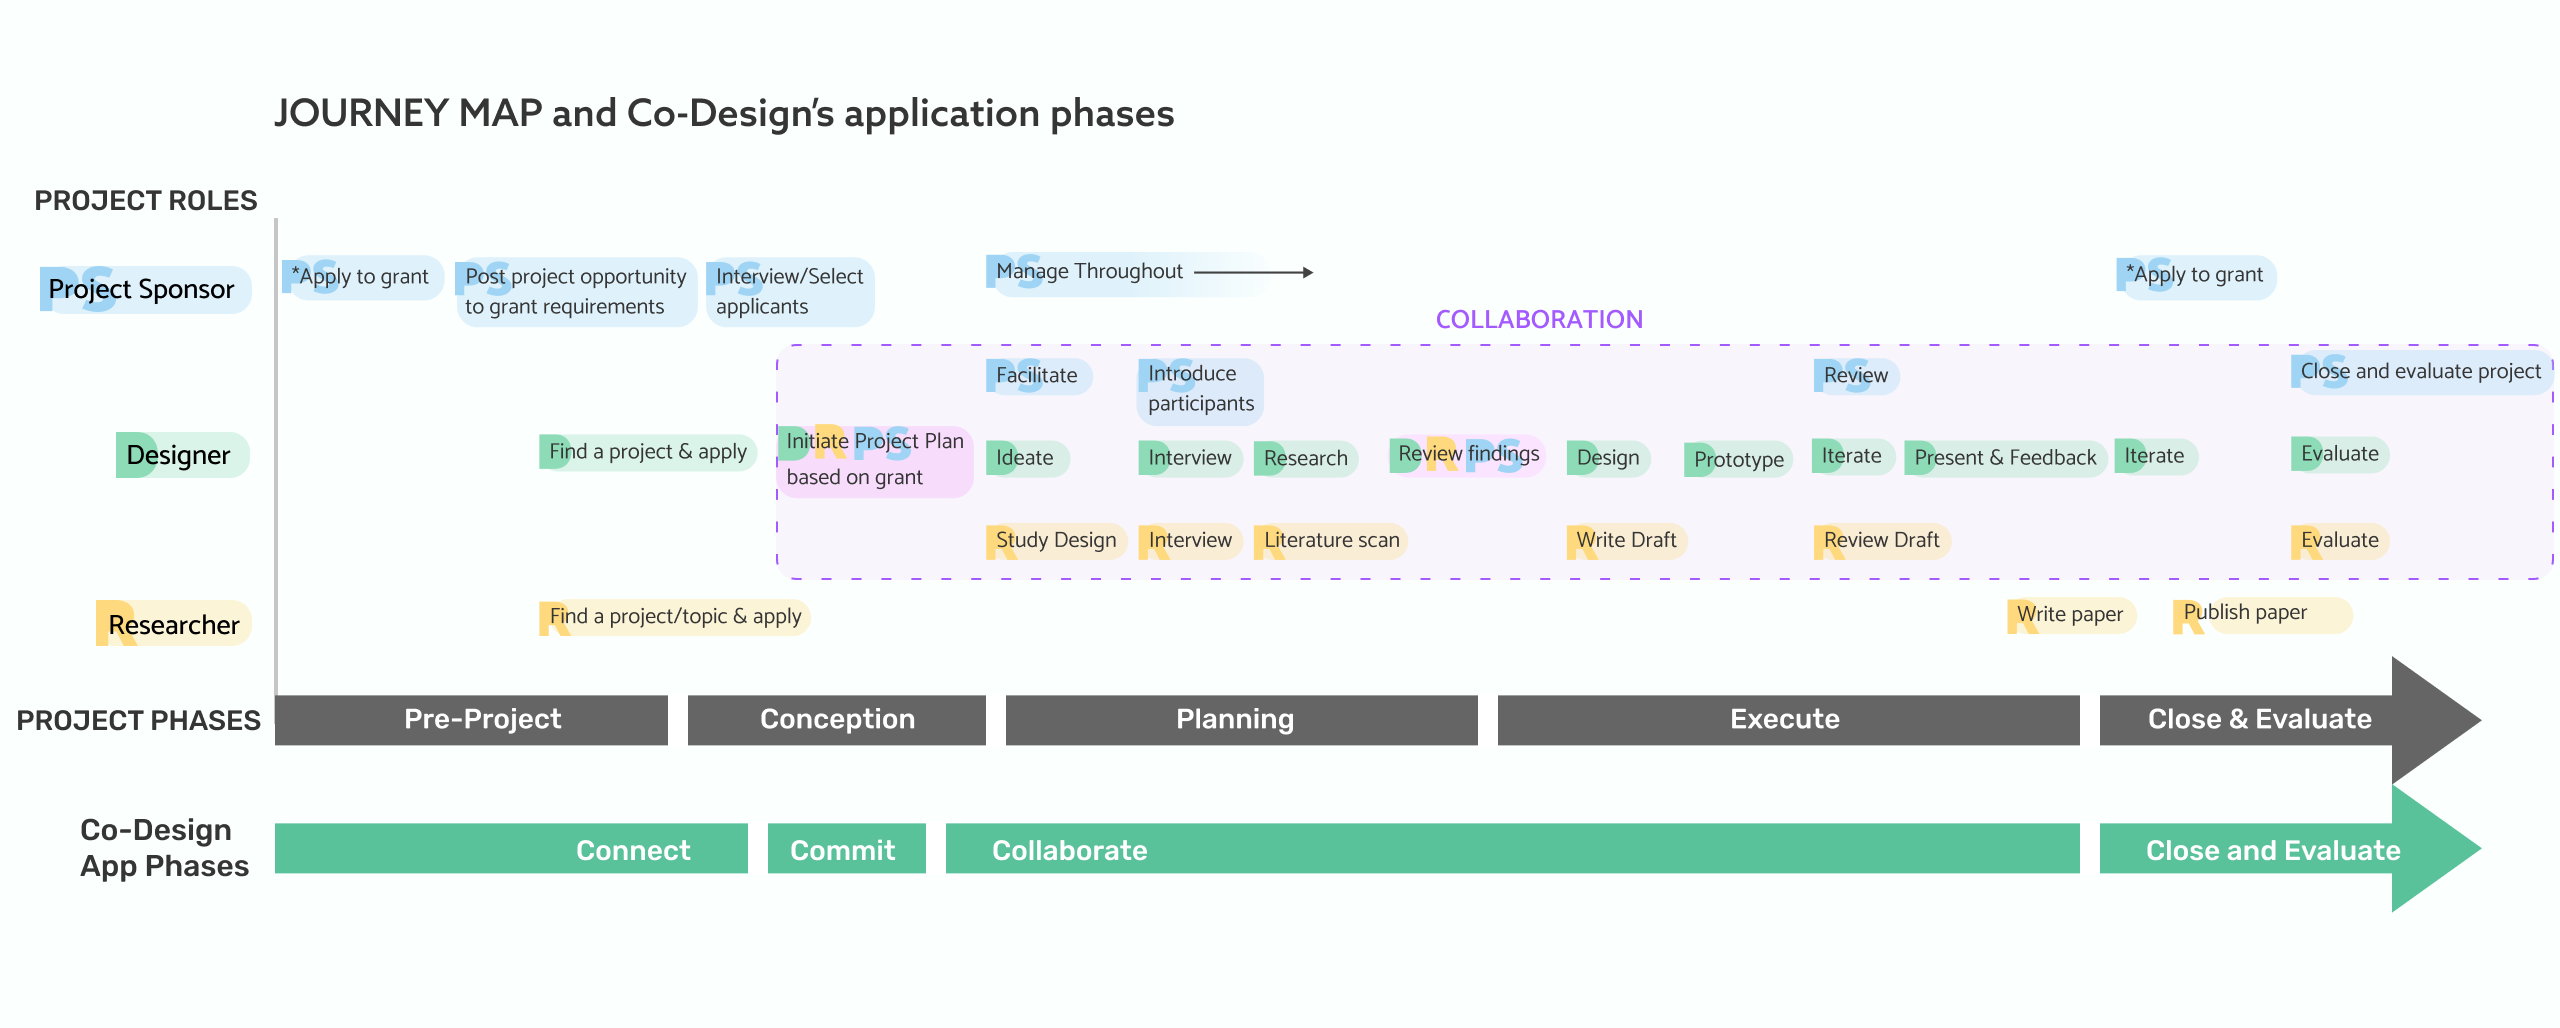 JOURNEY MAP and Co-Design’s application phases
PROJECT ROLES
PS
Project Sponsor
PS
*Apply to grant
PS
Post project opportunity
to grant requirements
PS
Interview/Select
applicants
PS
Manage Throughout
PS
*Apply to grant
COLLABORATION
PS
Facilitate
PS
Introduce
participants
PS
Review
PS
Close and evaluate project
D
Designer
D
Find a project & apply
D R PS
Initiate Project Plan
based on grant
D
Ideate
D
Interview
D
Research
D R PS
Review findings
D
Design
D
Prototype
D
Iterate
D
Present & Feedback
D
Iterate
D
Evaluate
R
Study Design
R
Interview
R
Literature scan
R
Write Draft
R
Review Draft
R
Evaluate
R
Researcher
R
Find a project/topic & apply
R
Write paper
R
Publish paper
PROJECT PHASES
Pre-Project
Conception
Planning
Execute
Close & Evaluate
Co-Design
App Phases
Connect
Commit
Collaborate
Close and Evaluate